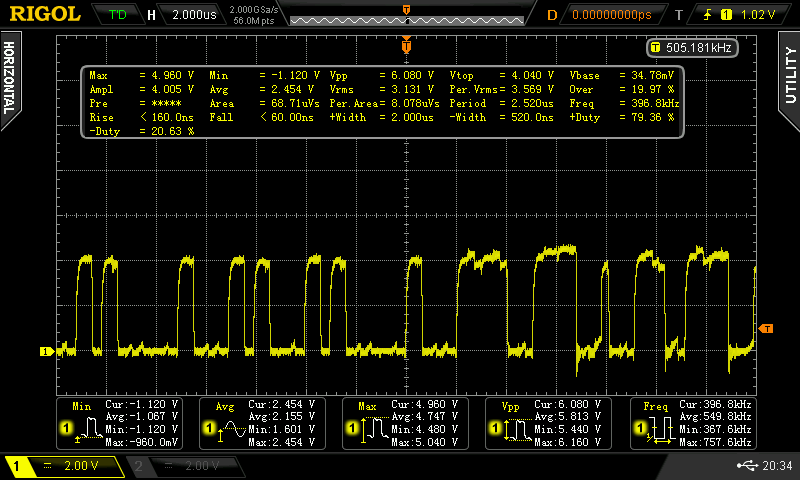 RIGOL T'D H 2.000us 2.000GSa/s 56.0M pts T D 0.00000000ps T 1 1.02 V
HORIZONTAL
UTILITY
T
T 505.181kHz
Max = 4.960 V Min = -1.120 V Vpp = 6.080 V Vtop = 4.040 V Vbase = 34.78mV
Ampl = 4.005 V Avg = 2.454 V Vrms = 3.131 V Per.Vrms= 3.569 V Over = 19.97 %
Pre = ***** Area = 68.71uVs Per.Area= 8.078uVs Period = 2.520us Freq = 396.8kHz
Rise < 160.0ns Fall < 60.00ns +Width = 2.000us -Width = 520.0ns +Duty = 79.36 %
-Duty = 20.63 %
T
1
Min
1
Cur:-1.120 V
Avg:-1.067 V
Min:-1.120 V
Max:-960.0mV
Avg
1
Cur:2.454 V
Avg:2.155 V
Min:1.601 V
Max:2.454 V
Max
1
Cur:4.960 V
Avg:4.747 V
Min:4.480 V
Max:5.040 V
Vpp
1
Cur:6.080 V
Avg:5.813 V
Min:5.440 V
Max:6.160 V
Freq
1
Cur:396.8kHz
Avg:549.8kHz
Min:367.6kHz
Max:757.6kHz
1 2.00 V 2 2.00 V 20:34